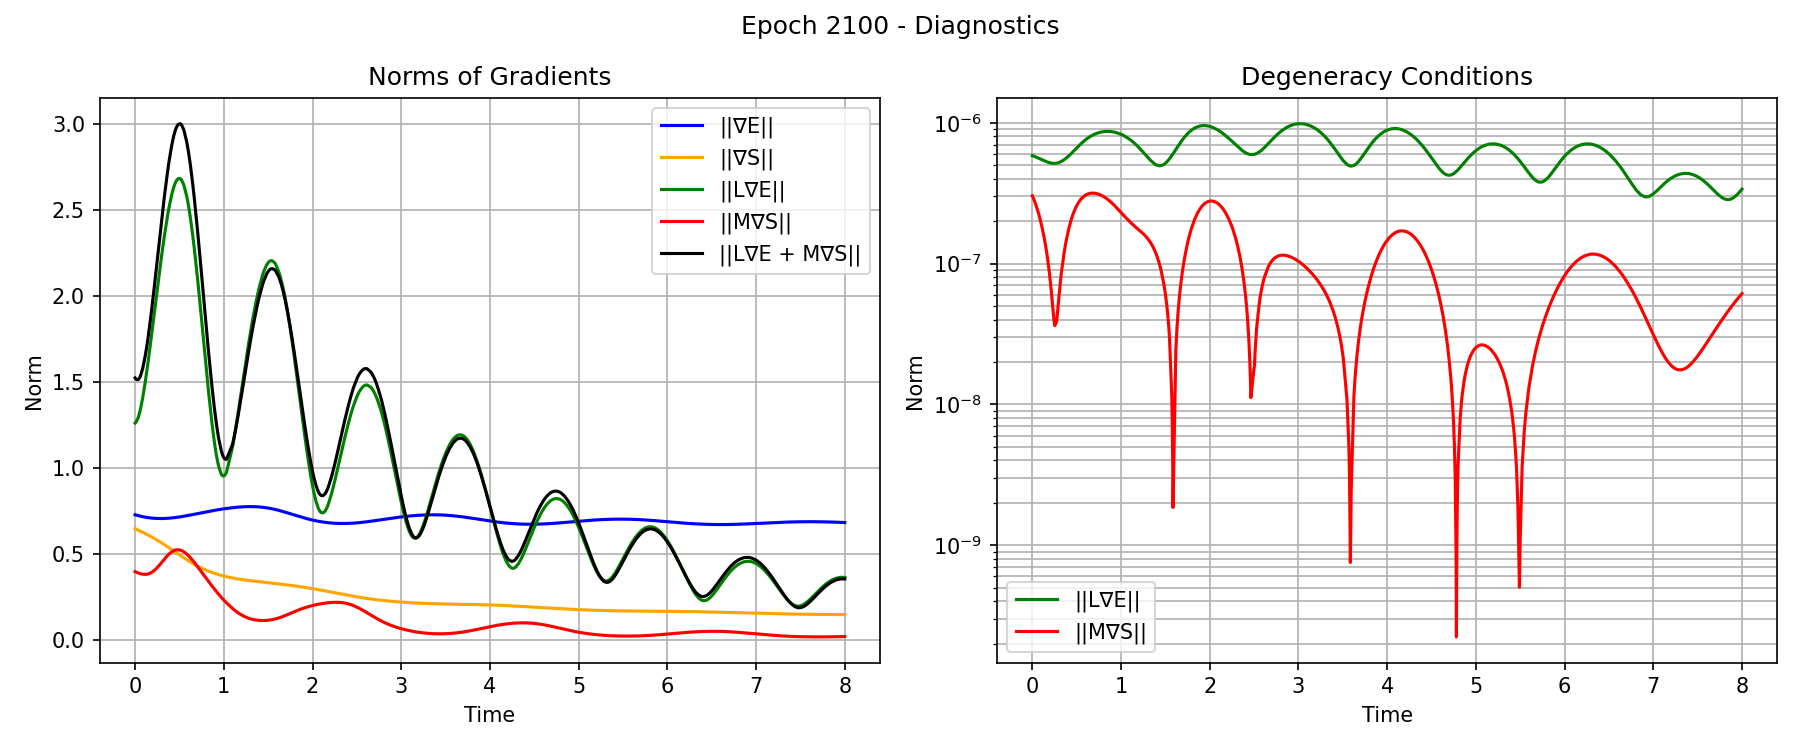 Epoch 2100 - Diagnostics
Norms of Gradients
Norm
3.0
2.5
2.0
1.5
1.0
0.5
0.0
||∇E||
||∇S||
||L∇E||
||M∇S||
||L∇E + M∇S||
0 1 2 3 4 5 6 7 8
Time
Degeneracy Conditions
Norm
10⁻⁶
10⁻⁷
10⁻⁸
10⁻⁹
||L∇E||
||M∇S||
0 1 2 3 4 5 6 7 8
Time